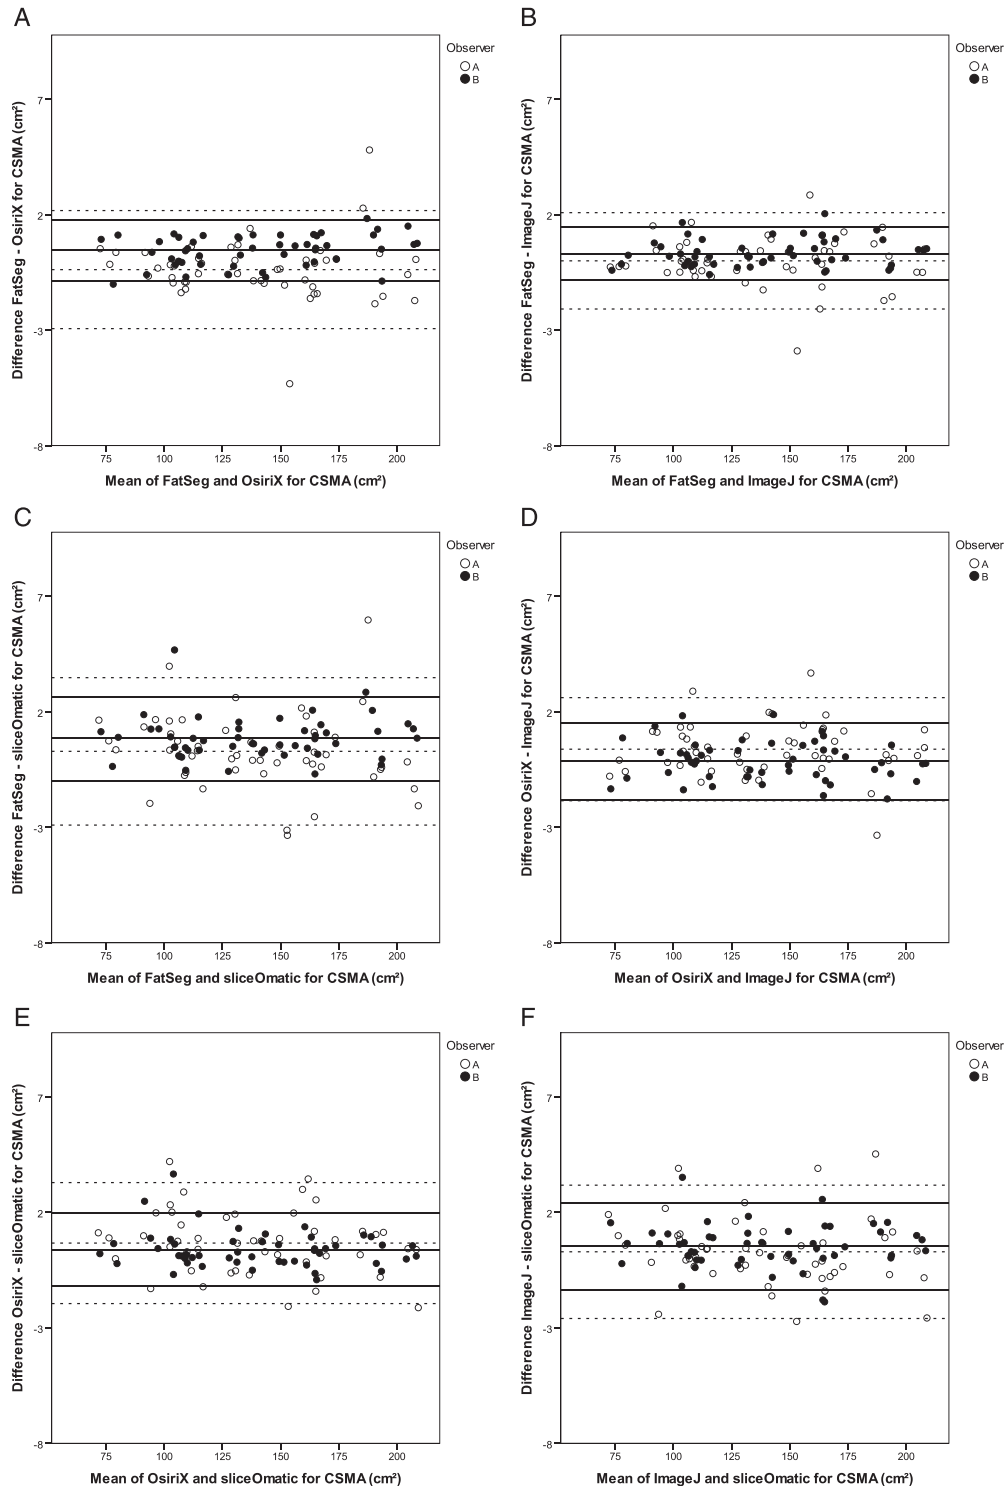 A
Difference FatSeg - OsiriX for CSMA (cm²)
7
2
-3
-8
75 100 125 150 175 200
Mean of FatSeg and OsiriX for CSMA (cm²)
Observer
A
B
B
Difference FatSeg - ImageJ for CSMA (cm²)
7
2
-3
-8
75 100 125 150 175 200
Mean of FatSeg and ImageJ for CSMA (cm²)
Observer
A
B
C
Difference FatSeg - sliceOmatic for CSMA (cm²)
7
2
-3
-8
75 100 125 150 175 200
Mean of FatSeg and sliceOmatic for CSMA (cm²)
Observer
A
B
D
Difference OsiriX - ImageJ for CSMA (cm²)
7
2
-3
-8
75 100 125 150 175 200
Mean of OsiriX and ImageJ for CSMA (cm²)
Observer
A
B
E
Difference OsiriX - sliceOmatic for CSMA (cm²)
7
2
-3
-8
75 100 125 150 175 200
Mean of OsiriX and sliceOmatic for CSMA (cm²)
Observer
A
B
F
Difference ImageJ - sliceOmatic for CSMA (cm²)
7
2
-3
-8
75 100 125 150 175 200
Mean of ImageJ and sliceOmatic for CSMA (cm²)
Observer
A
B